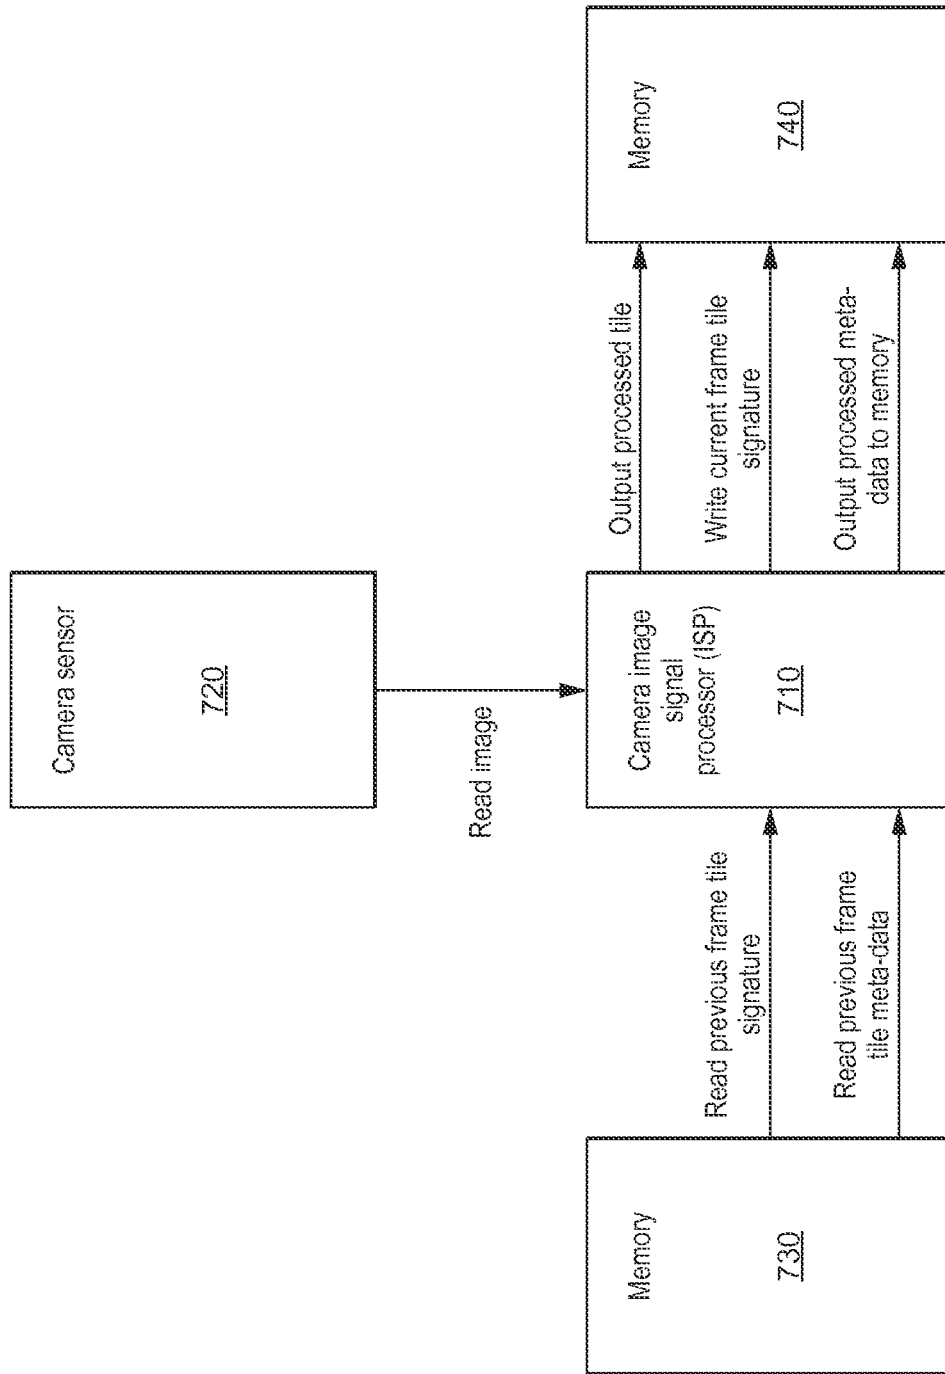 Camera sensor
720
Read image
Memory
730
Read previous frame tile
signature
Read previous frame
tile meta-data
Camera image
signal
processor (ISP)
710
Output processed tile
Write current frame tile
signature
Output processed meta-
data to memory
Memory
740